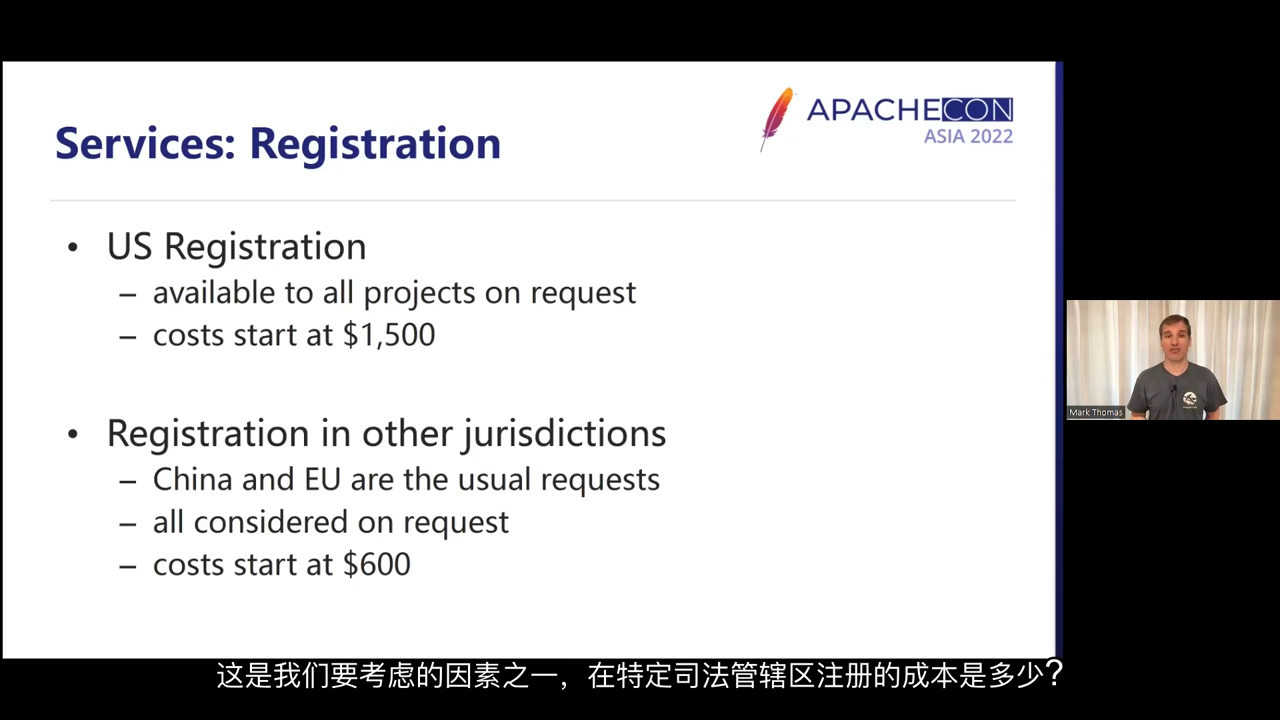 APACHECON
ASIA 2022
Services: Registration
• US Registration
– available to all projects on request
– costs start at $1,500
• Registration in other jurisdictions
– China and EU are the usual requests
– all considered on request
– costs start at $600
Mark Thomas
这是我们要考虑的因素之一，在特定司法管辖区注册的成本是多少?